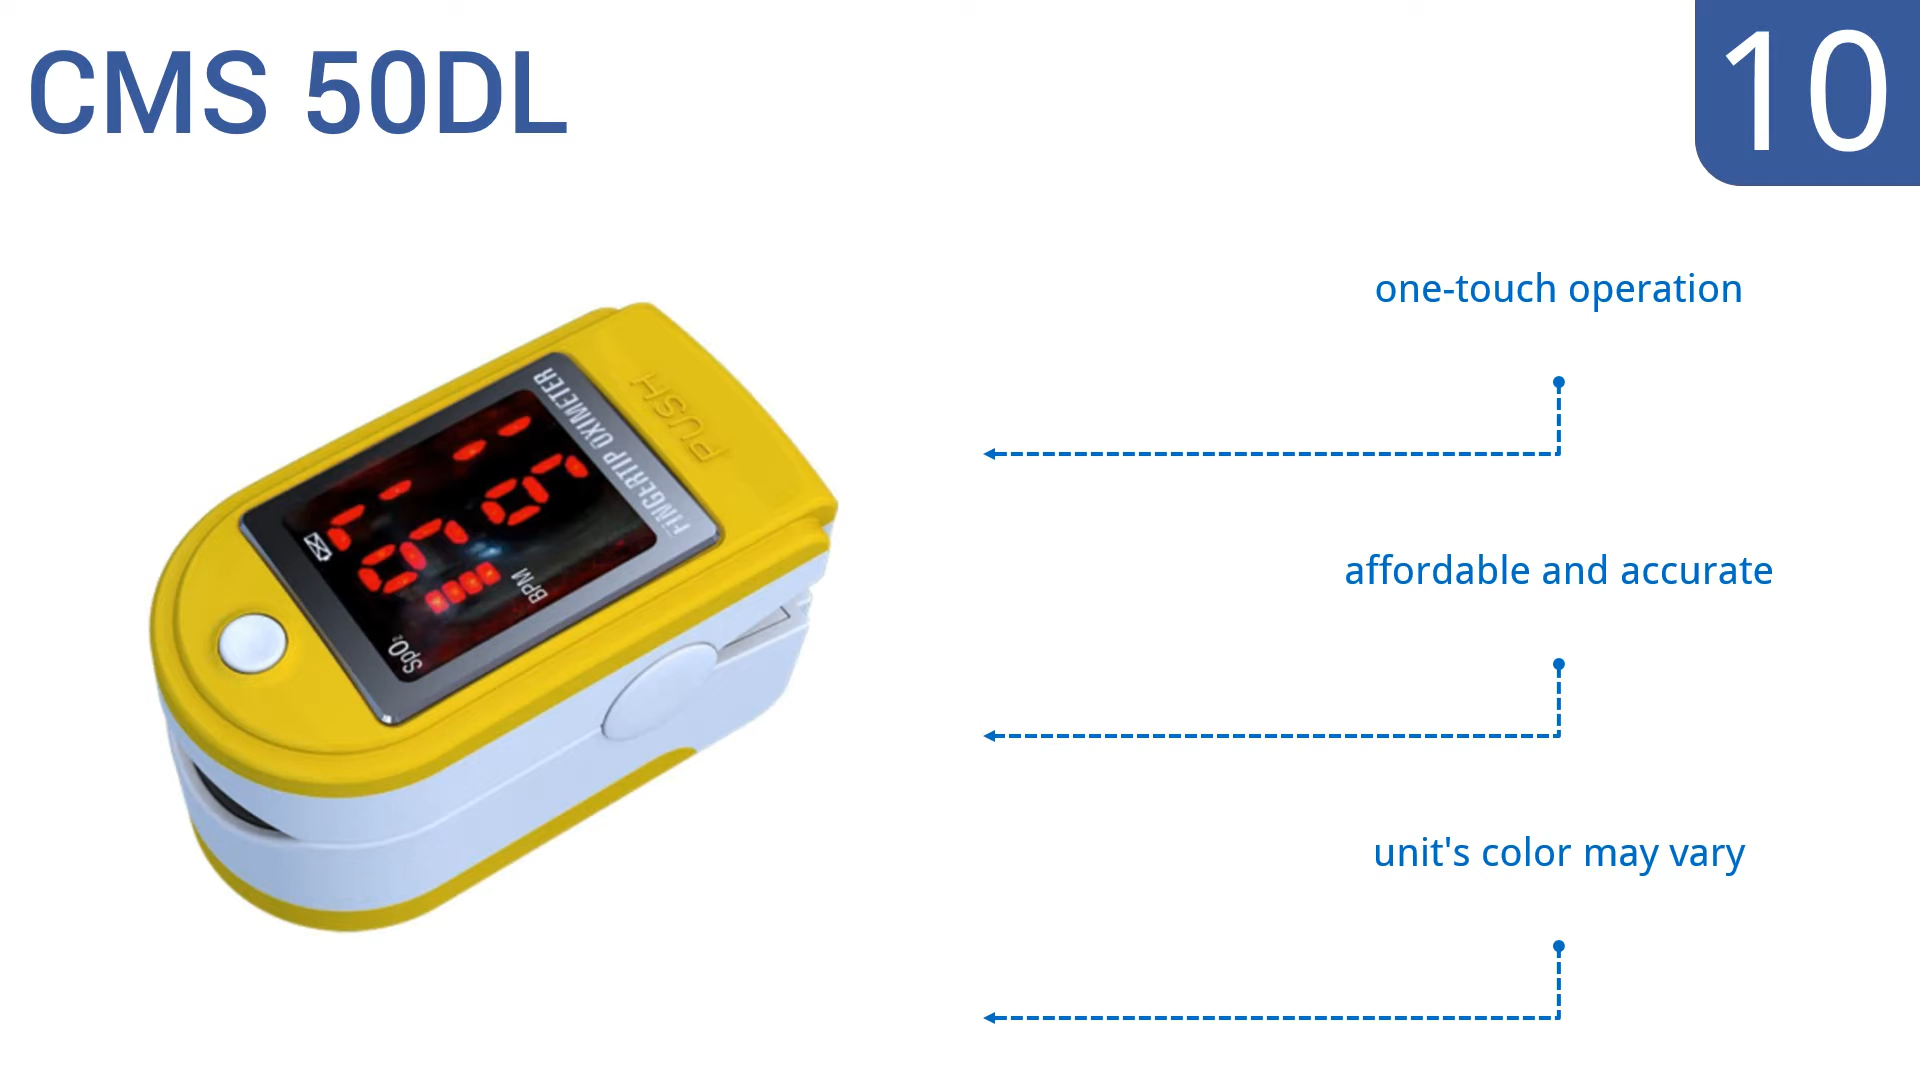 CMS 50DL
10
one-touch operation
affordable and accurate
unit's color may vary
PUSH
FINGERTIP OXIMETER
BPM
SpO₂